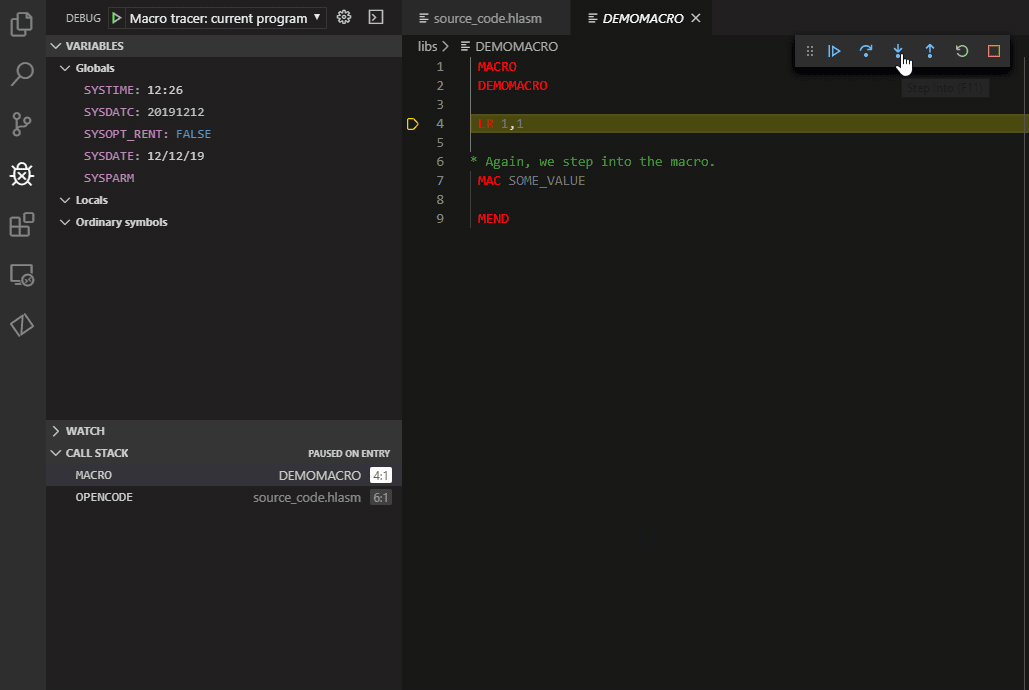 DEBUG Macro tracer: current program
source_code.hlasm
DEMOMACRO
VARIABLES
Globals
SYSTIME: 12:26
SYSDATC: 20191212
SYSOPT_RENT: FALSE
SYSDATE: 12/12/19
SYSPARM
Locals
Ordinary symbols
WATCH
CALL STACK PAUSED ON ENTRY
MACRO DEMOMACRO 4:1
OPENCODE source_code.hlasm 6:1
libs > DEMOMACRO
Step Into (F11)
1 MACRO
2 DEMOMACRO
3
4 LR 1,1
5
6 * Again, we step into the macro.
7 MAC SOME_VALUE
8
9 MEND